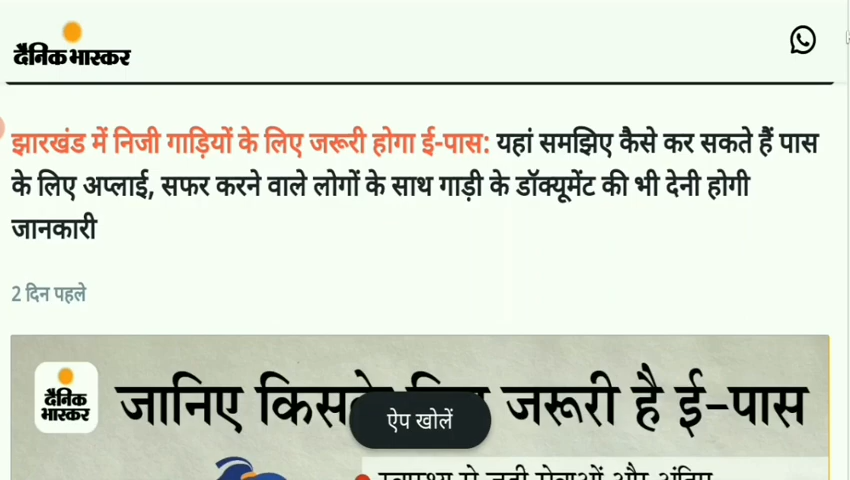 दैनिक भास्कर
झारखंड में निजी गाड़ियों के लिए जरूरी होगा ई-पास: यहां समझिए कैसे कर सकते हैं पास
के लिए अप्लाई, सफर करने वाले लोगों के साथ गाड़ी के डॉक्यूमेंट की भी देनी होगी
जानकारी
2 दिन पहले
दैनिक
भास्कर
जानिए जरूरी है ई-पास
ऐप खोलें